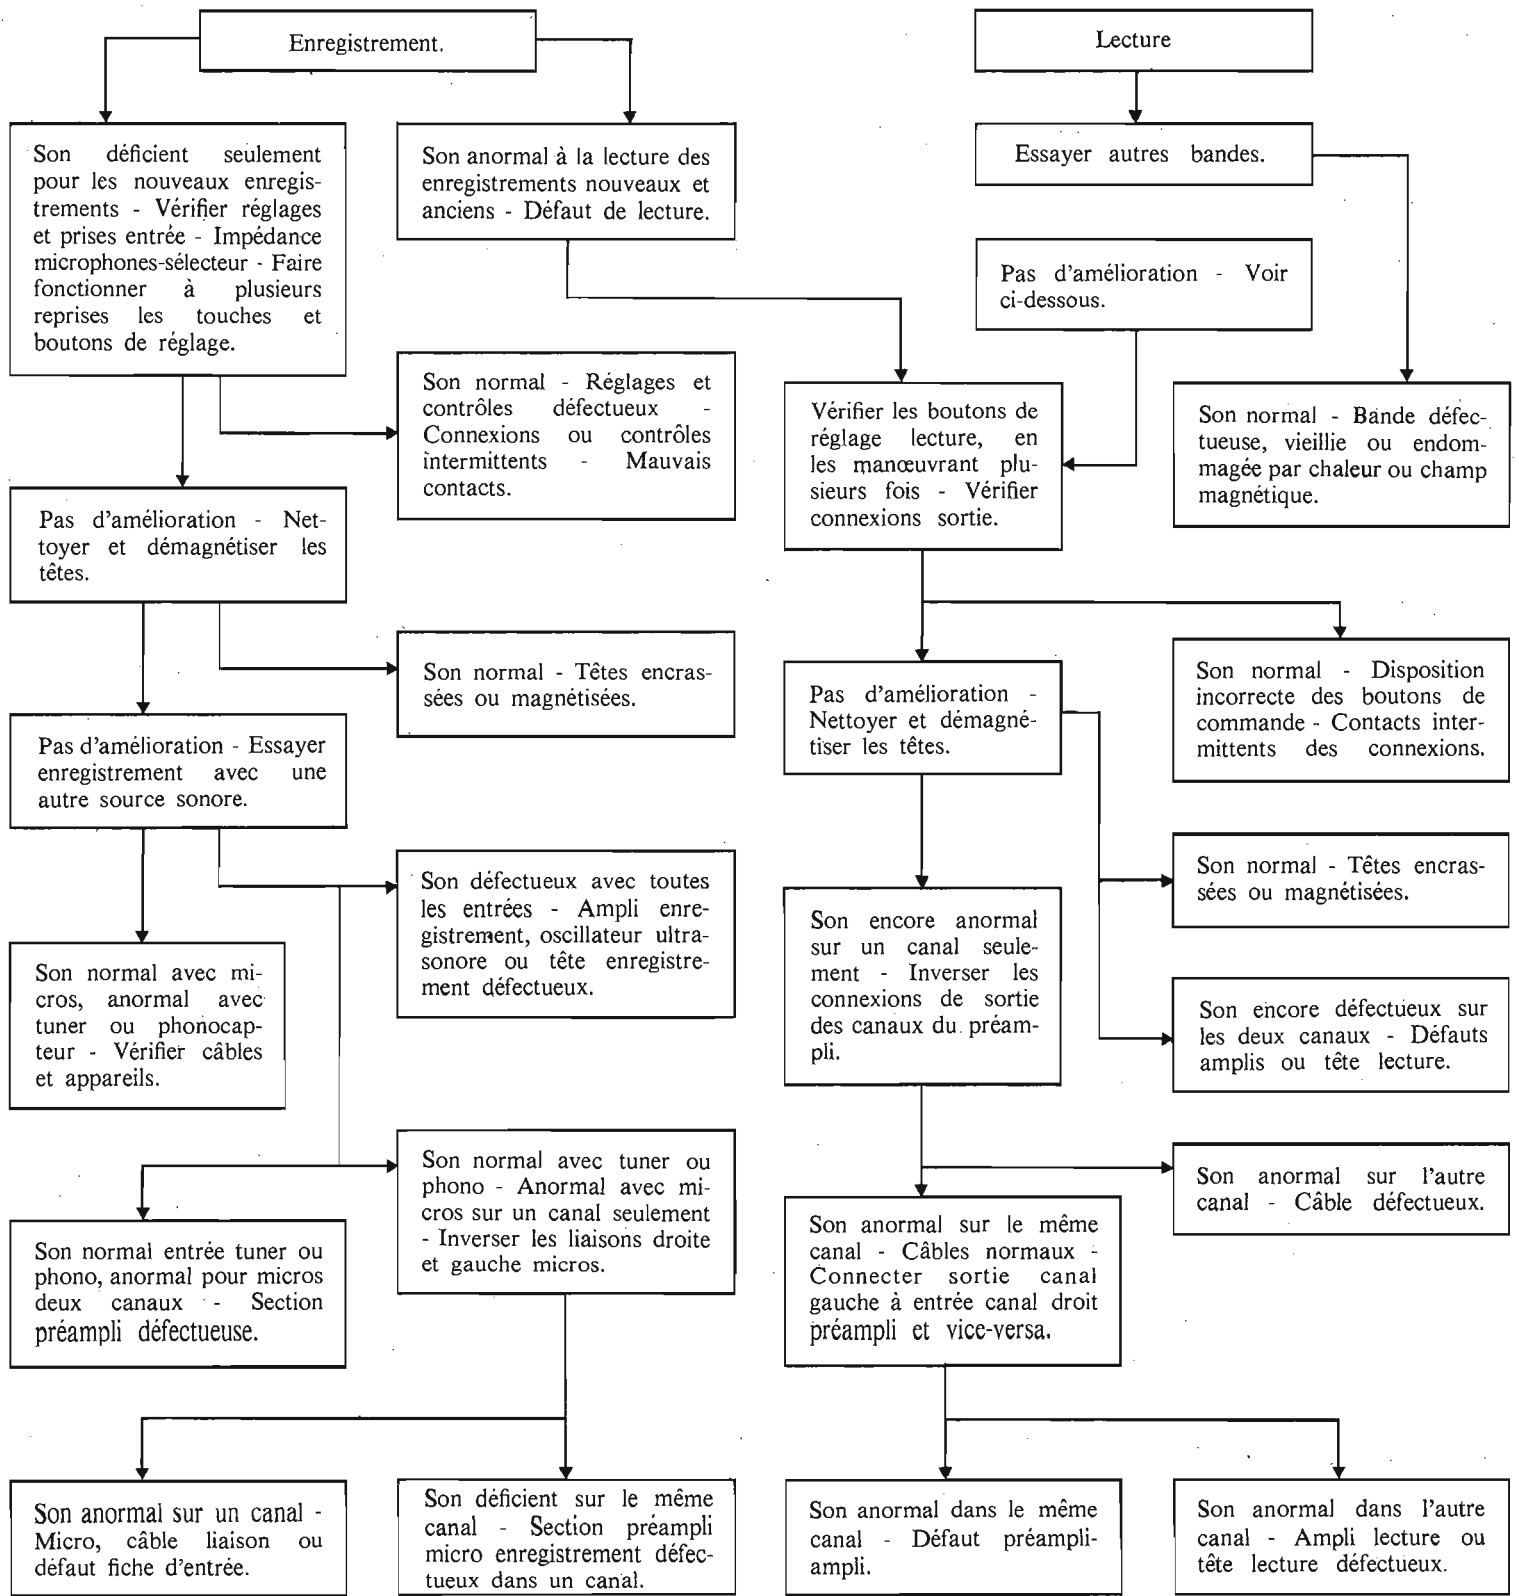 Enregistrement.
Son déficient seulement
pour les nouveaux enregis-
trements - Vérifier réglages
et prises entrée - Impédance
microphones-sélecteur - Faire
fonctionner à plusieurs
reprises les touches et
boutons de réglage.
Son anormal à la lecture des
enregistrements nouveaux et
anciens - Défaut de lecture.
Son normal - Réglages et
contrôles défectueux -
Connexions ou contrôles
intermittents - Mauvais
contacts.
Pas d'amélioration - Net-
toyer et démagnétiser les
têtes.
Son normal - Têtes encras-
sées ou magnétisées.
Pas d'amélioration - Essayer
enregistrement avec une
autre source sonore.
Son défectueux avec toutes
les entrées - Ampli enre-
gistrement, oscillateur ultra-
sonore ou tête enregistre-
ment défectueux.
Son normal avec mi-
cros, anormal avec
tuner ou phonocap-
teur - Vérifier câbles
et appareils.
Son normal avec tuner ou
phono - Anormal avec mi-
cros sur un canal seulement
- Inverser les liaisons droite
et gauche micros.
Son normal entrée tuner ou
phono, anormal pour micros
deux canaux - Section
préampli défectueuse.
Son anormal sur un canal -
Micro, câble liaison ou
défaut fiche d'entrée.
Son déficient sur le même
canal - Section préampli
micro enregistrement défec-
tueux dans un canal.
Lecture
Essayer autres bandes.
Pas d'amélioration - Voir
ci-dessous.
Vérifier les boutons de
réglage lecture, en
les manœuvrant plu-
sieurs fois - Vérifier
connexions sortie.
Son normal - Bande défec-
tueuse, vieillie ou endom-
magée par chaleur ou champ
magnétique.
Pas d'amélioration -
Nettoyer et démagné-
tiser les têtes.
Son normal - Disposition
incorrecte des boutons de
commande - Contacts inter-
mittents des connexions.
Son normal - Têtes encras-
sées ou magnétisées.
Son encore anormal
sur un canal seule-
ment - Inverser les
connexions de sortie
des canaux du préam-
pli.
Son encore défectueux sur
les deux canaux - Défauts
amplis ou tête lecture.
Son anormal sur l'autre
canal - Câble défectueux.
Son anormal sur le même
canal - Câbles normaux -
Connecter sortie canal
gauche à entrée canal droit
préampli et vice-versa.
Son anormal dans le même
canal - Défaut préampli-
ampli.
Son anormal dans l'autre
canal - Ampli lecture ou
tête lecture défectueux.